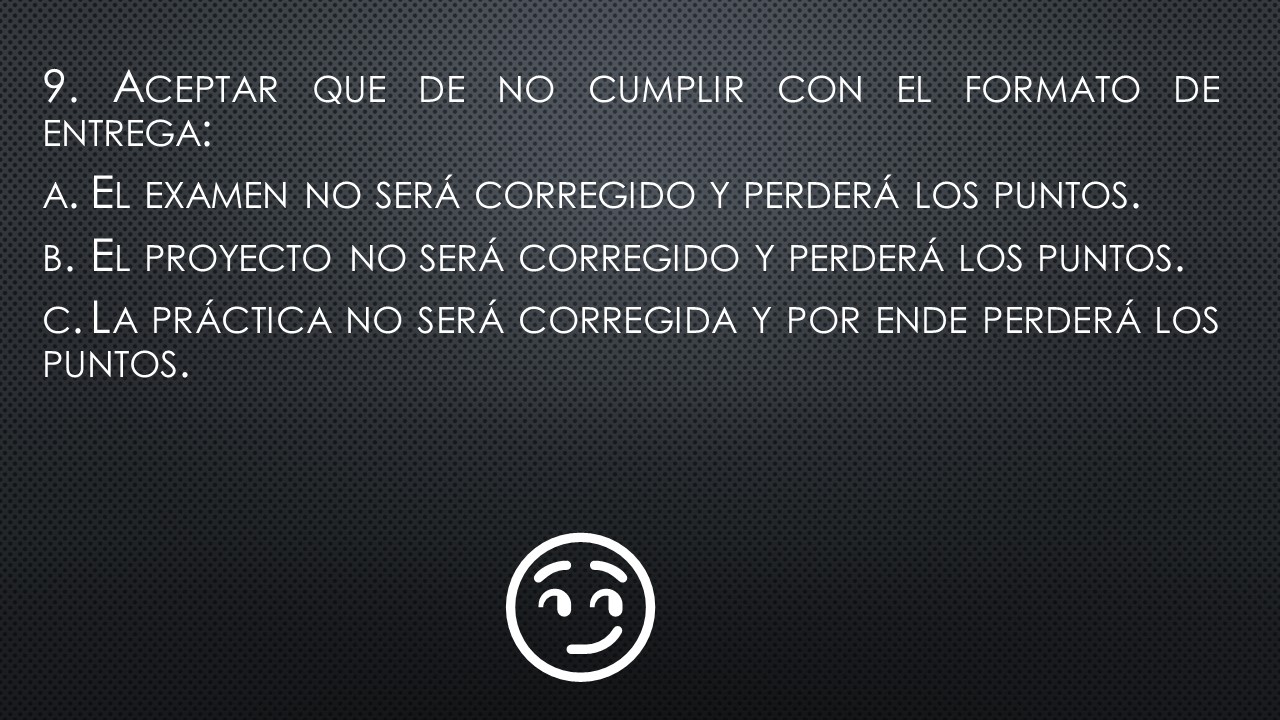 9. Aceptar que de no cumplir con el formato de
entrega:
a. El examen no será corregido y perderá los puntos.
b. El proyecto no será corregido y perderá los puntos.
c. La práctica no será corregida y por ende perderá los
puntos.